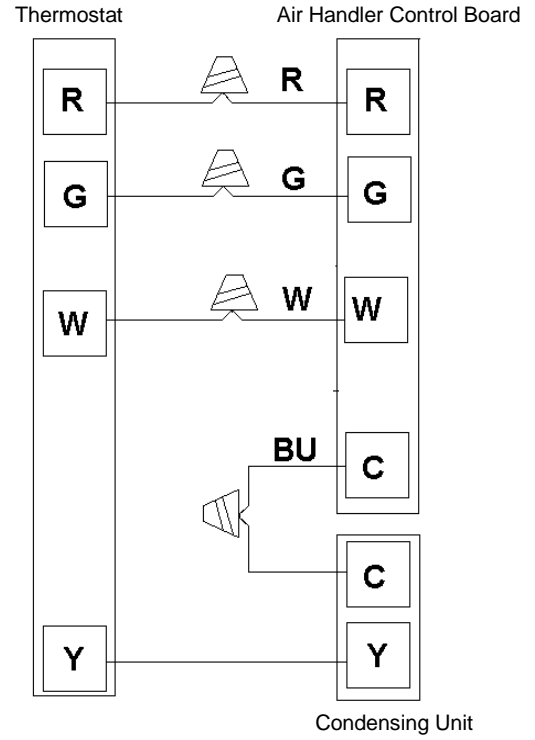 Thermostat Air Handler Control Board
R R R
G G G
W W W
BU C
C
Y Y
Condensing Unit